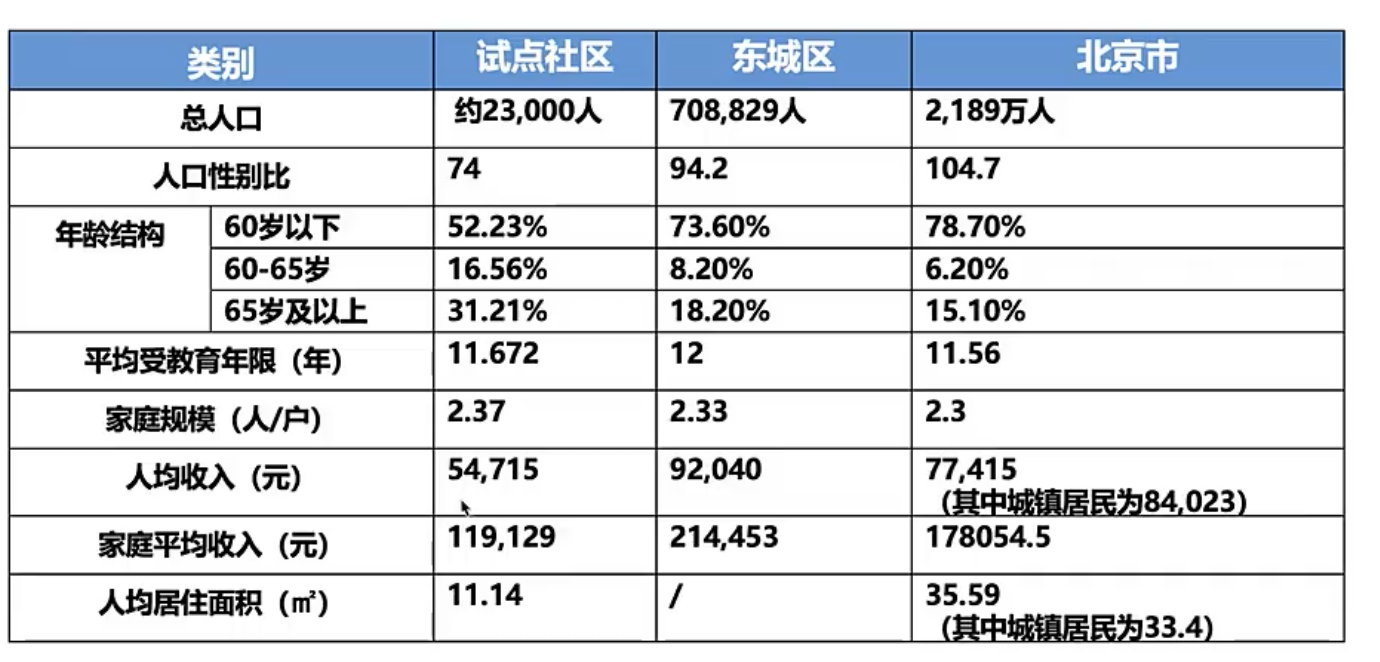 类别 试点社区 东城区 北京市
总人口 约23,000人 708,829人 2,189万人
人口性别比 74 94.2 104.7
年龄结构 60岁以下 52.23% 73.60% 78.70%
60-65岁 16.56% 8.20% 6.20%
65岁及以上 31.21% 18.20% 15.10%
平均受教育年限（年） 11.672 12 11.56
家庭规模（人/户） 2.37 2.33 2.3
人均收入（元） 54,715 92,040 77,415
（其中城镇居民为84,023）
家庭平均收入（元） 119,129 214,453 178054.5
人均居住面积（㎡） 11.14 / 35.59
（其中城镇居民为33.4）